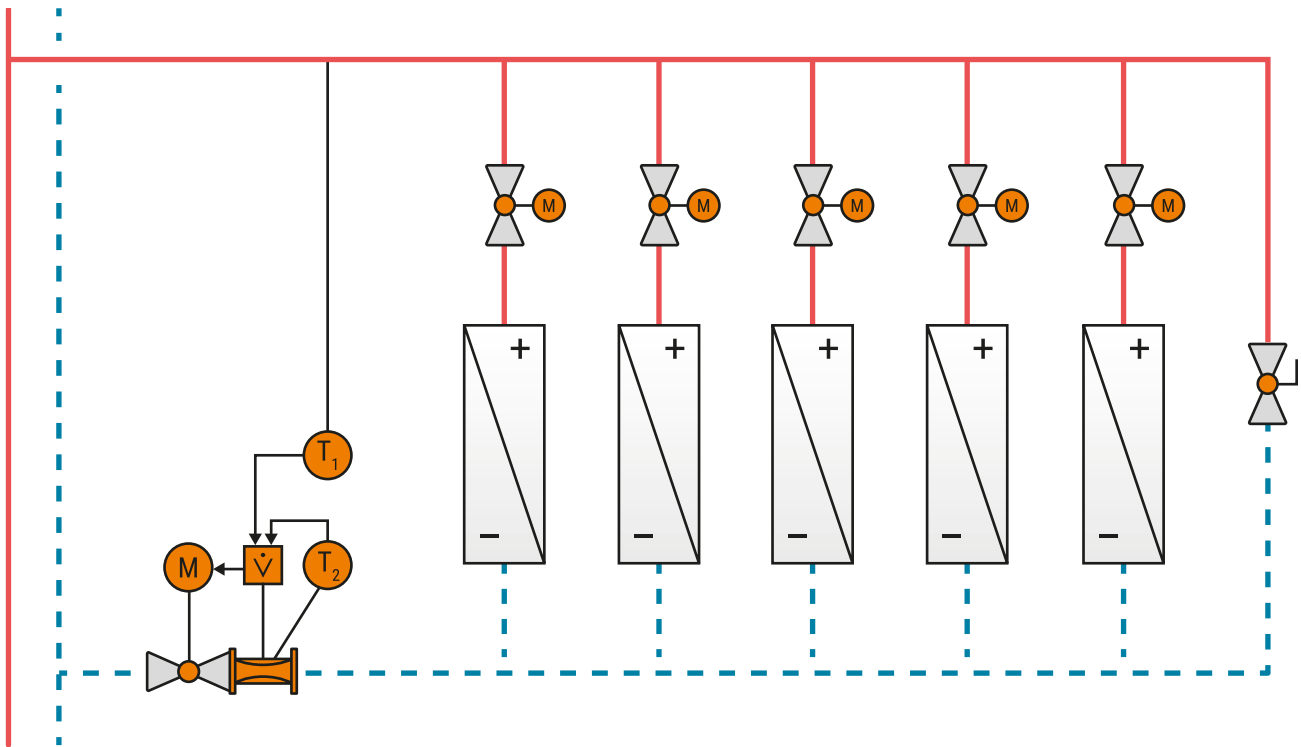 M M M M M
+ + + + +
T₁
M V̇ T₂
− − − − −